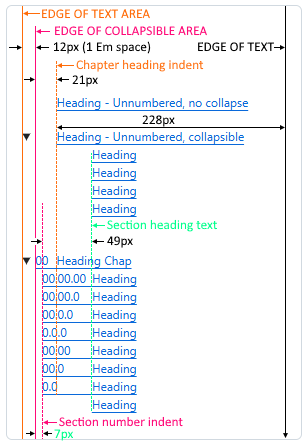 EDGE OF TEXT AREA
EDGE OF COLLAPSIBLE AREA
12px (1 Em space) EDGE OF TEXT
Chapter heading indent
21px
Heading - Unnumbered, no collapse
228px
Heading - Unnumbered, collapsible
Heading
Heading
Heading
Heading
Section heading text
49px
00 Heading Chap
00.00.00 Heading
00.00.0 Heading
00.0.0 Heading
0.0.0 Heading
00.00 Heading
00.0 Heading
0.0 Heading
Heading
Section number indent
7px